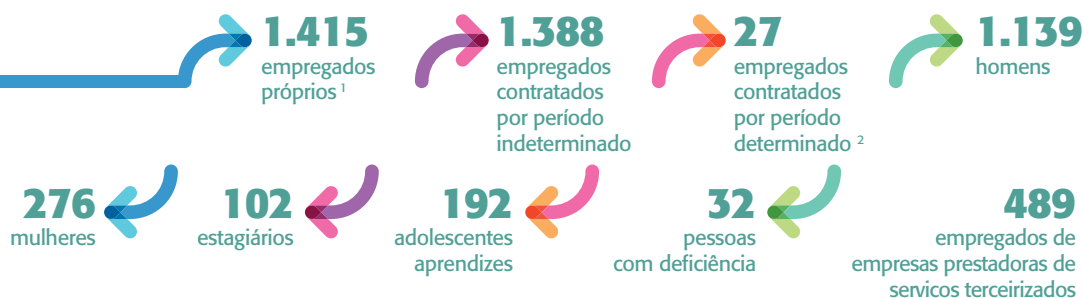 1.415
empregados
próprios ¹
1.388
empregados
contratados
por período
indeterminado
27
empregados
contratados
por período
determinado ²
1.139
homens
276
mulheres
102
estagiários
192
adolescentes
aprendizes
32
pessoas
com deficiência
489
empregados de
empresas prestadoras de
servicos terceirizados